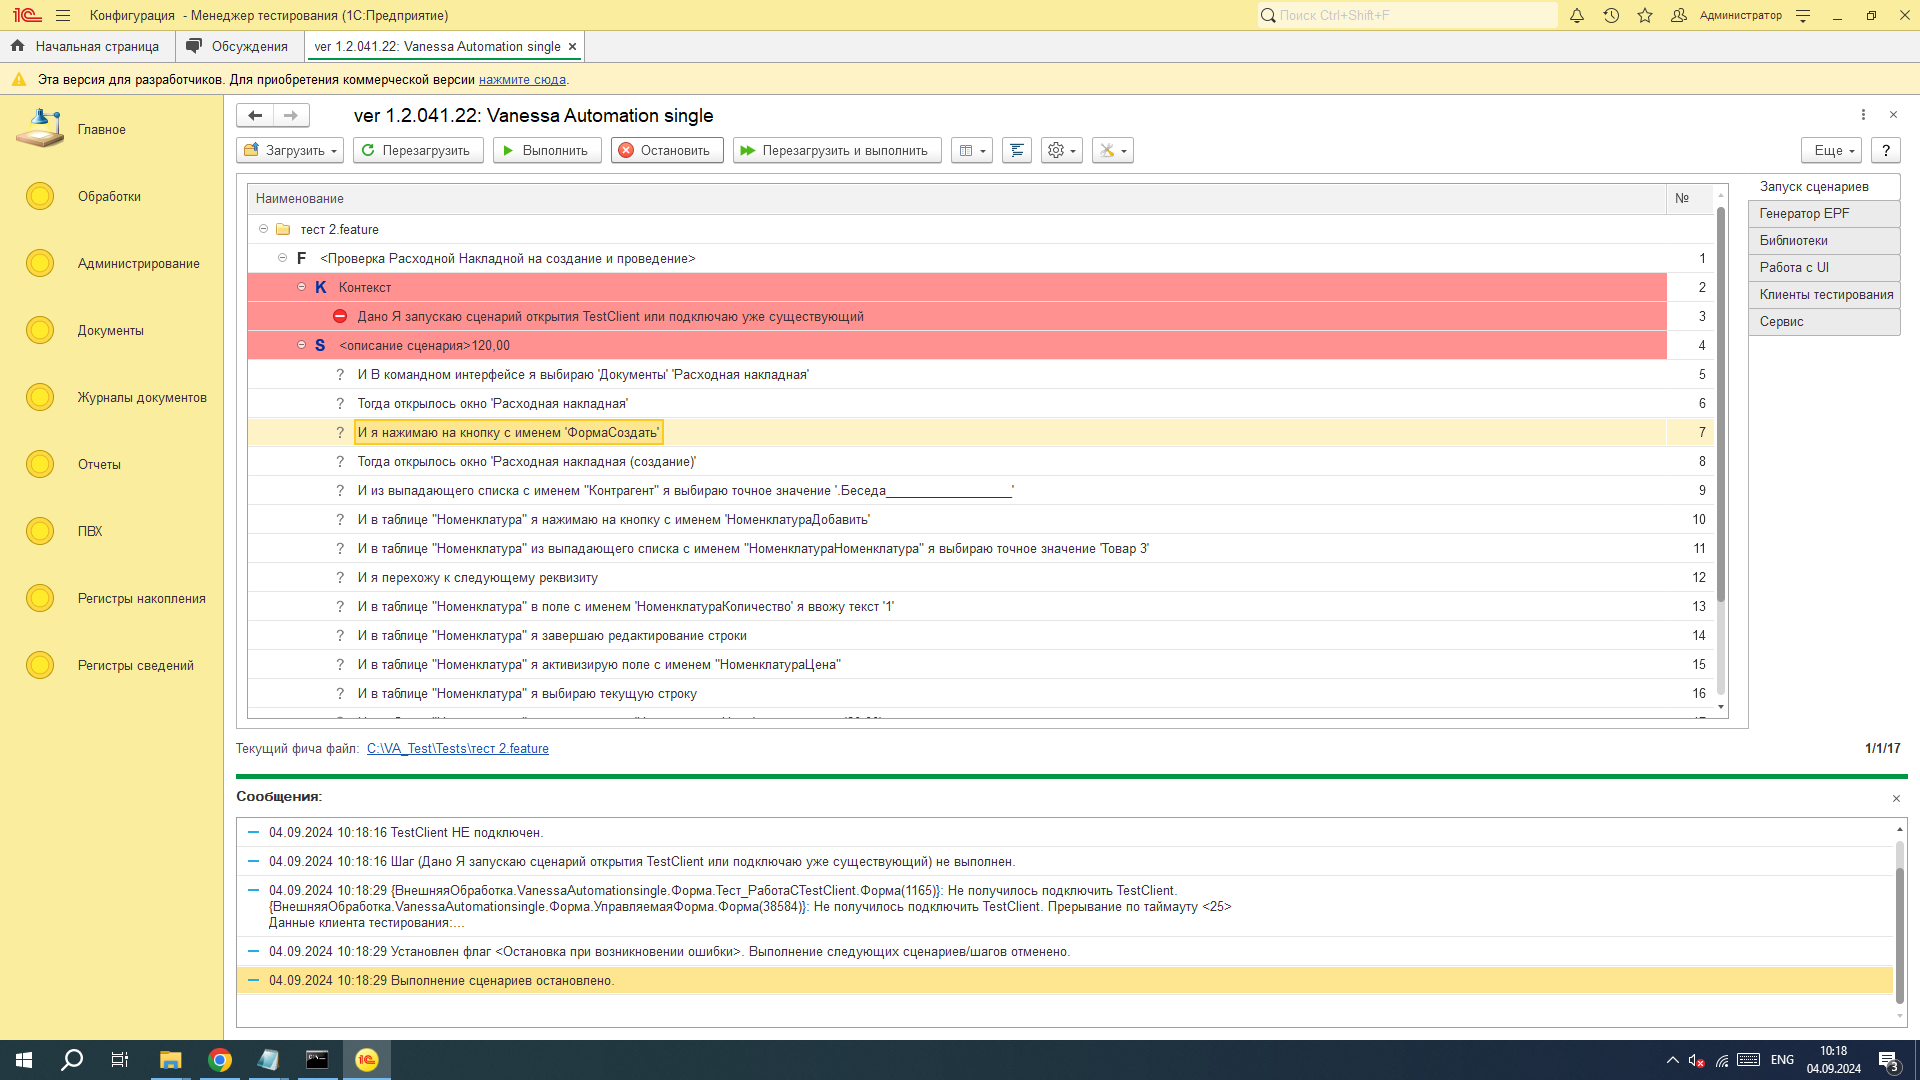 Конфигурация - Менеджер тестирования (1С:Предприятие)
Поиск Ctrl+Shift+F
Администратор
Начальная страница
Обсуждения
ver 1.2.041.22: Vanessa Automation single
Эта версия для разработчиков. Для приобретения коммерческой версии нажмите сюда.
Главное
Обработки
Администрирование
Документы
Журналы документов
Отчеты
ПВХ
Регистры накопления
Регистры сведений
ver 1.2.041.22: Vanessa Automation single
Загрузить
Перезагрузить
Выполнить
Остановить
Перезагрузить и выполнить
Еще
?
Наименование №
тест 2.feature
F <Проверка Расходной Накладной на создание и проведение> 1
K Контекст 2
Дано Я запускаю сценарий открытия TestClient или подключаю уже существующий 3
S <описание сценария>120,00 4
? И В командном интерфейсе я выбираю 'Документы' 'Расходная накладная' 5
? Тогда открылось окно 'Расходная накладная' 6
? И я нажимаю на кнопку с именем 'ФормаСоздать' 7
? Тогда открылось окно 'Расходная накладная (создание)' 8
? И из выпадающего списка с именем "Контрагент" я выбираю точное значение '.Беседа__________________' 9
? И в таблице "Номенклатура" я нажимаю на кнопку с именем 'НоменклатураДобавить' 10
? И в таблице "Номенклатура" из выпадающего списка с именем "НоменклатураНоменклатура" я выбираю точное значение 'Товар 3' 11
? И я перехожу к следующему реквизиту 12
? И в таблице "Номенклатура" в поле с именем 'НоменклатураКоличество' я ввожу текст '1' 13
? И в таблице "Номенклатура" я завершаю редактирование строки 14
? И в таблице "Номенклатура" я активизирую поле с именем "НоменклатураЦена" 15
? И в таблице "Номенклатура" я выбираю текущую строку 16
Запуск сценариев
Генератор EPF
Библиотеки
Работа с UI
Клиенты тестирования
Сервис
Текущий фича файл: C:\VA_Test\Tests\тест 2.feature
1/1/17
Сообщения:
04.09.2024 10:18:16 TestClient НЕ подключен.
04.09.2024 10:18:16 Шаг (Дано Я запускаю сценарий открытия TestClient или подключаю уже существующий) не выполнен.
04.09.2024 10:18:29 {ВнешняяОбработка.VanessaAutomationsingle.Форма.Тест_РаботаСTestClient.Форма(1165)}: Не получилось подключить TestClient.
{ВнешняяОбработка.VanessaAutomationsingle.Форма.УправляемаяФорма.Форма(38584)}: Не получилось подключить TestClient. Прерывание по таймауту <25>
Данные клиента тестирования:...
04.09.2024 10:18:29 Установлен флаг <Остановка при возникновении ошибки>. Выполнение следующих сценариев/шагов отменено.
04.09.2024 10:18:29 Выполнение сценариев остановлено.
ENG
10:18
04.09.2024
3